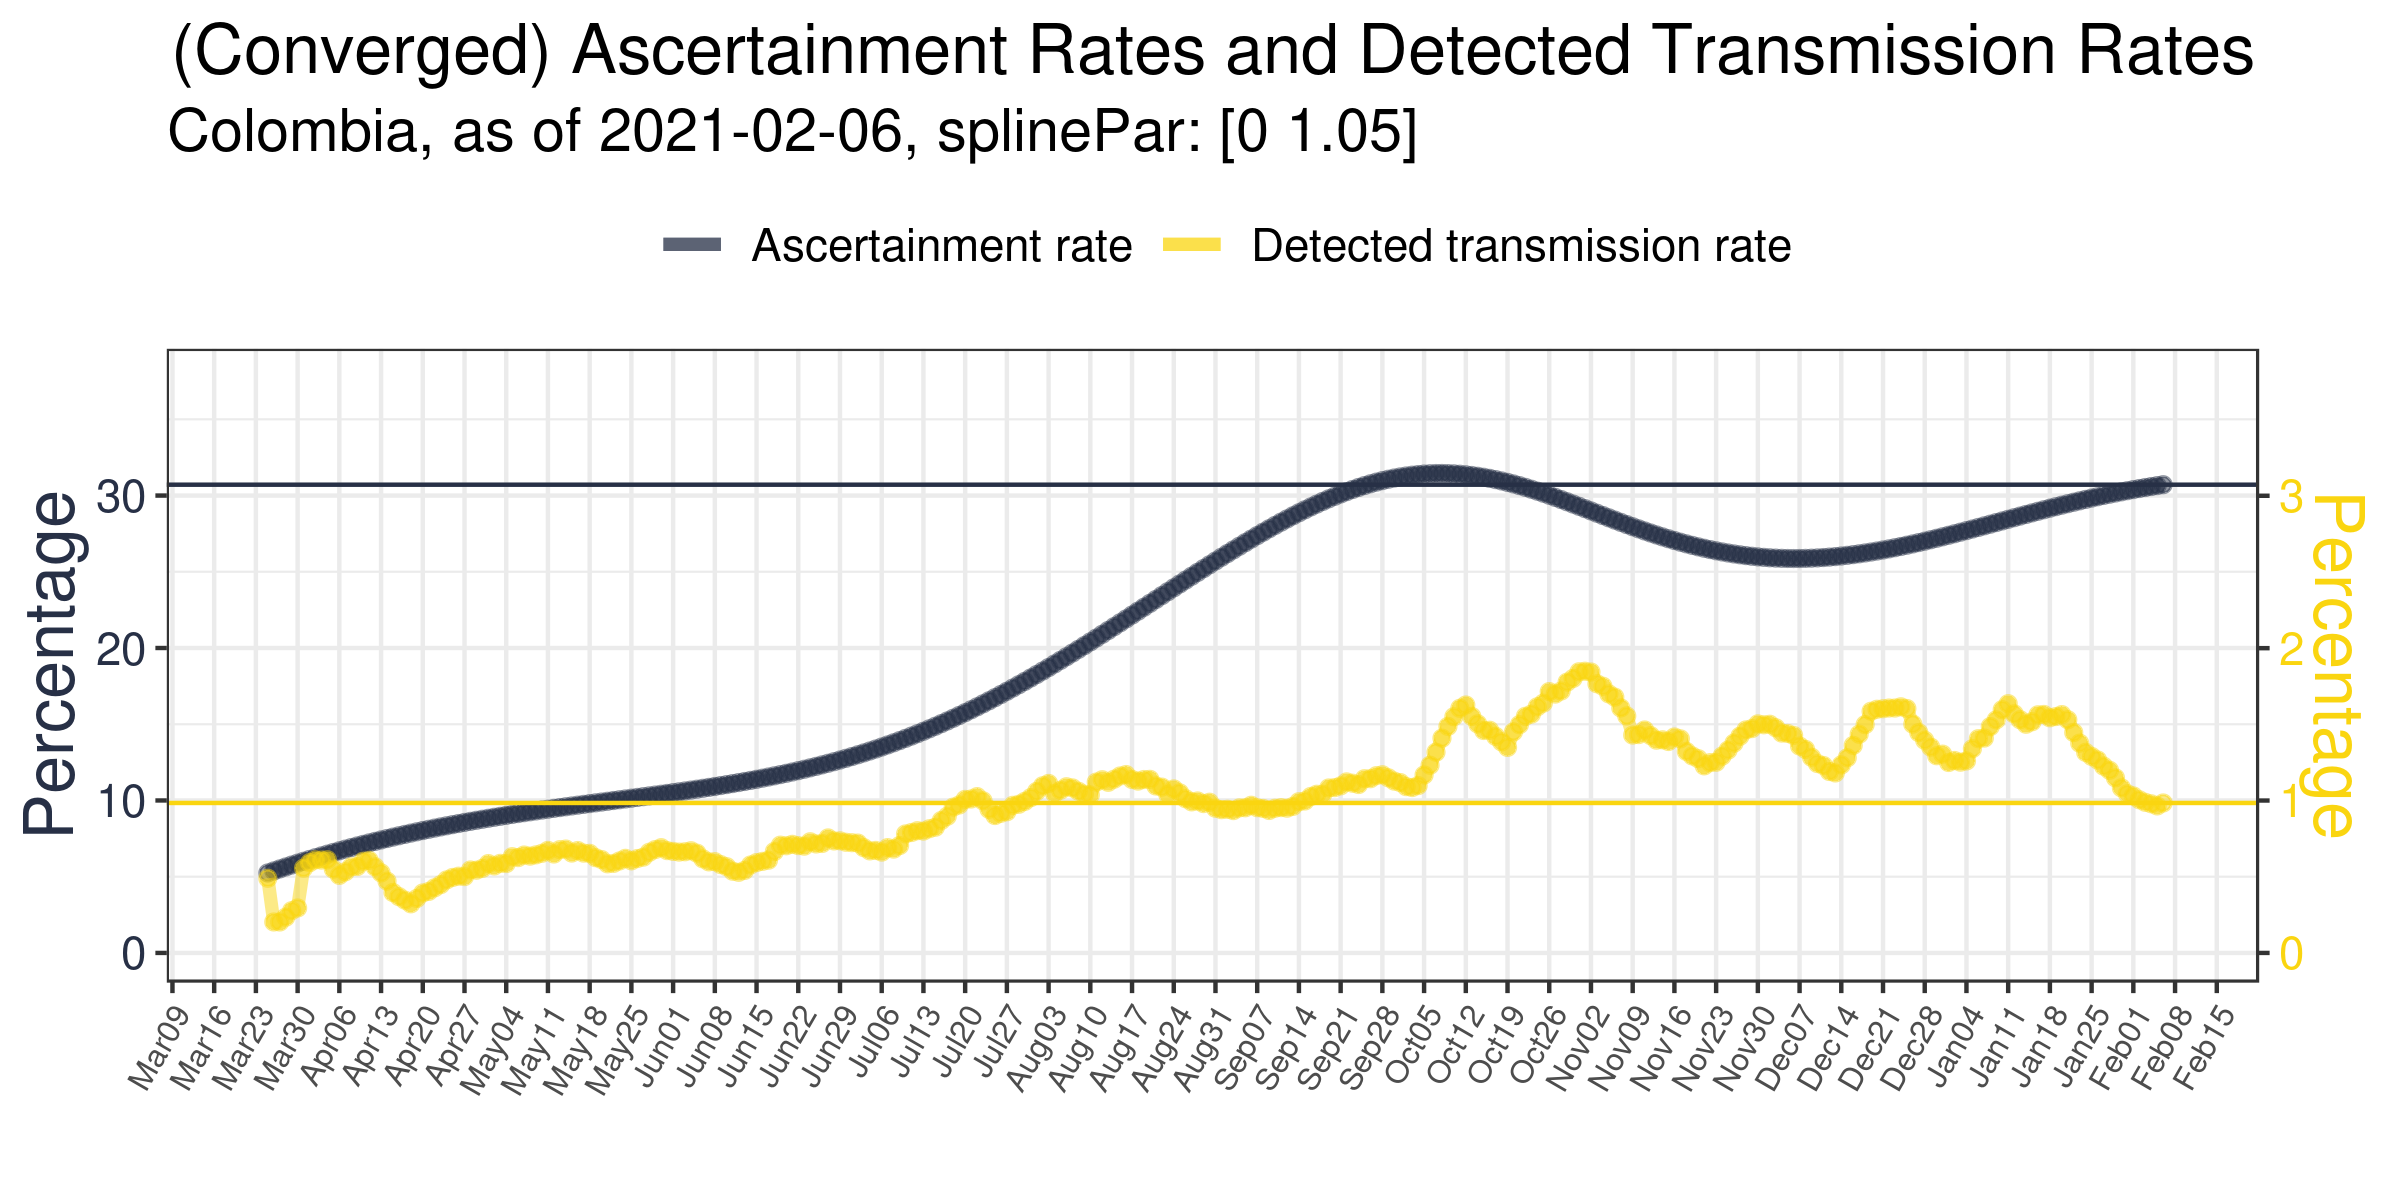 (Converged) Ascertainment Rates and Detected Transmission Rates
Colombia, as of 2021-02-06, splinePar: [0 1.05]
Ascertainment rate Detected transmission rate
Percentage
30
20
10
0
3
2
1
0
Percentage
Mar09 Mar16 Mar23 Mar30 Apr06 Apr13 Apr20 Apr27 May04 May11 May18 May25 Jun01 Jun08 Jun15 Jun22 Jun29 Jul06 Jul13 Jul20 Jul27 Aug03 Aug10 Aug17 Aug24 Aug31 Sep07 Sep14 Sep21 Sep28 Oct05 Oct12 Oct19 Oct26 Nov02 Nov09 Nov16 Nov23 Nov30 Dec07 Dec14 Dec21 Dec28 Jan04 Jan11 Jan18 Jan25 Feb01 Feb08 Feb15